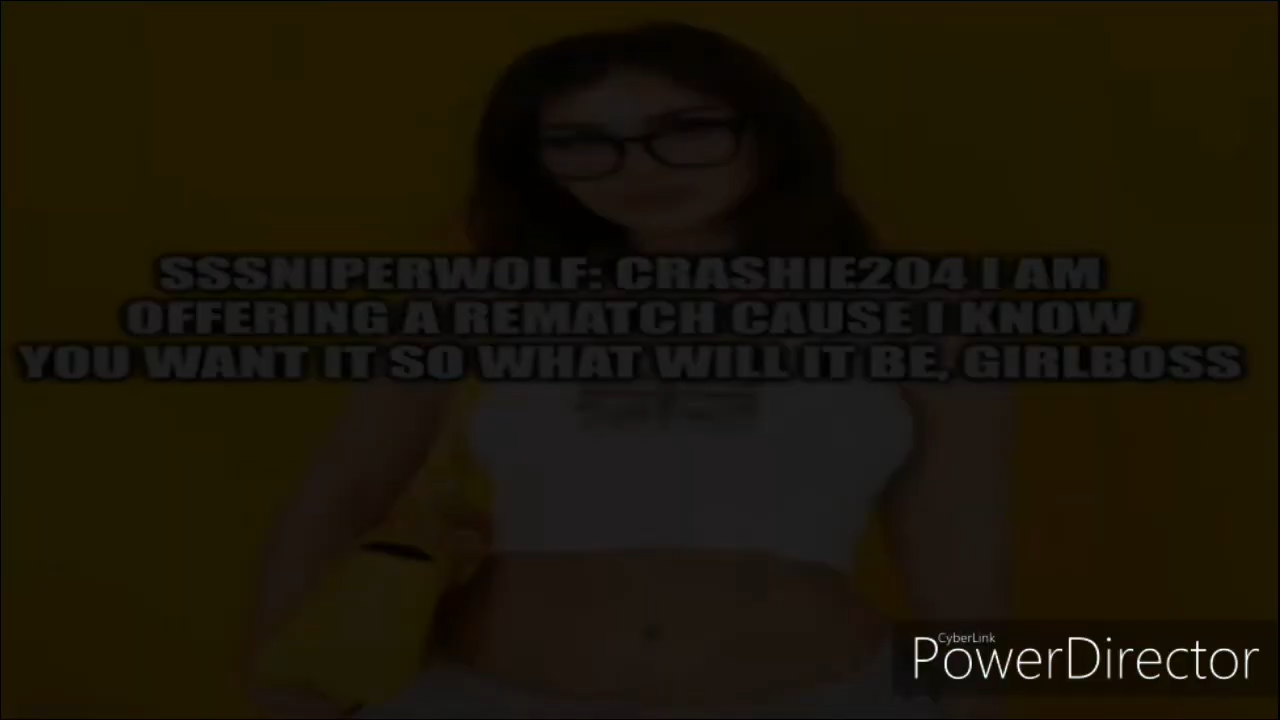 SSSNIPERWOLF: CRASHIE204 I AM
OFFERING A REMATCH CAUSE I KNOW
YOU WANT IT SO WHAT WILL IT BE, GIRLBOSS
CyberLink
PowerDirector